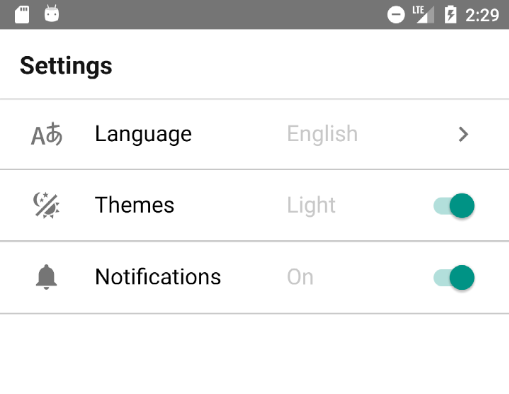 LTE 2:29
Settings
Aあ Language English
Themes Light
Notifications On